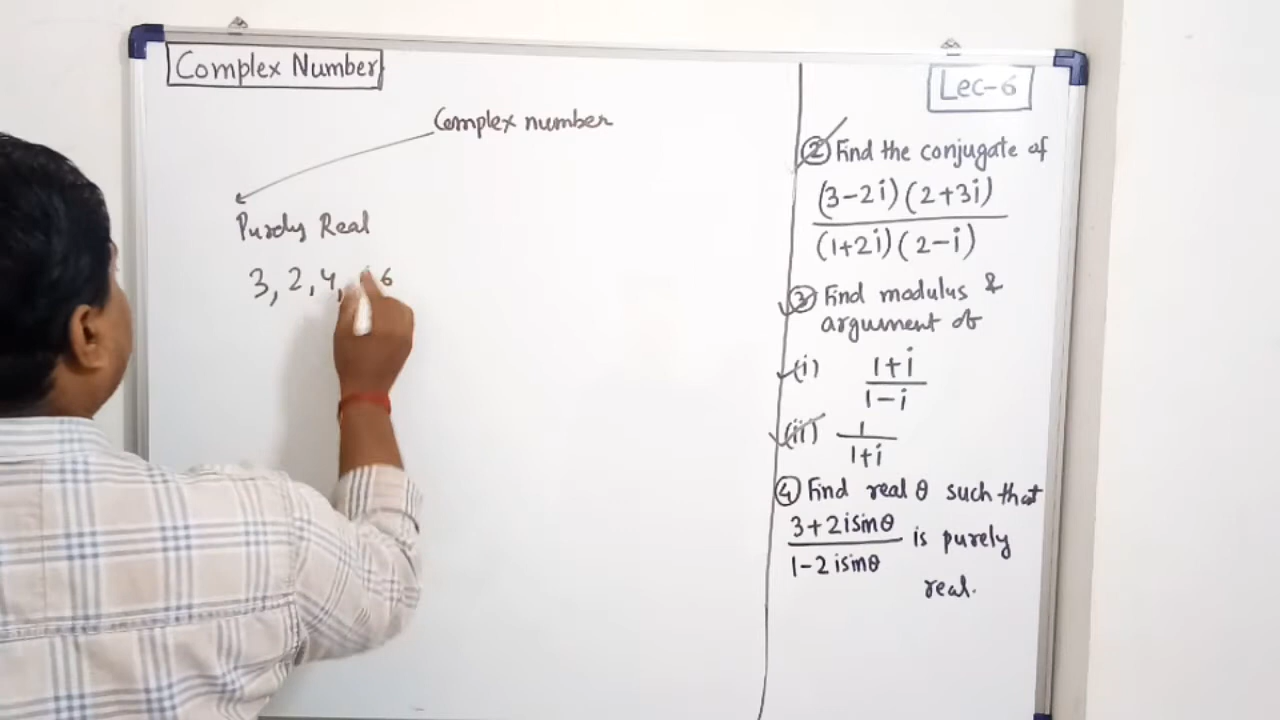 Complex Number
Complex number
Purely Real
3, 2, 4, 6
Lec-6
② Find the conjugate of
(3-2i)(2+3i)
(1+2i)(2-i)
③ Find modulus &
argument of
(i) 1+i
1-i
(ii) 1
1+i
④ Find real θ such that
3+2isinθ
1-2isinθ
is purely
real.